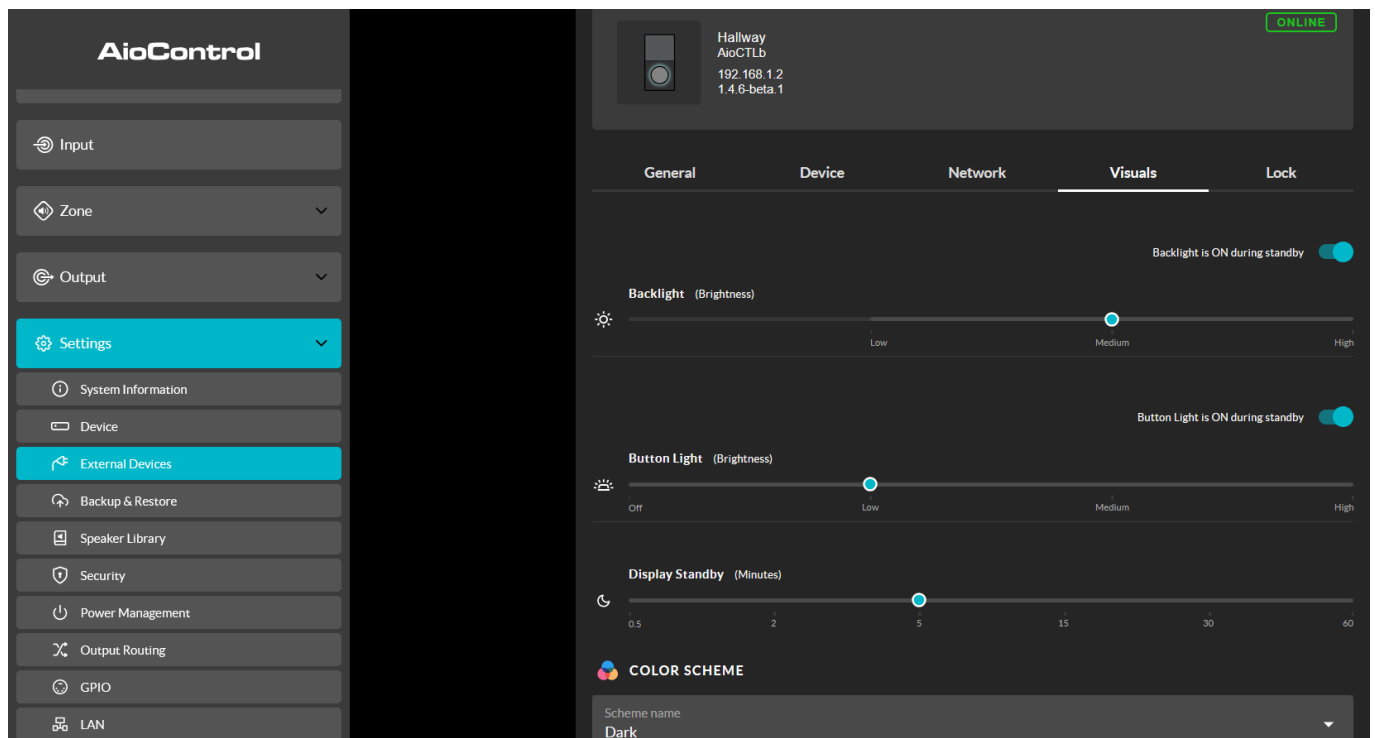 AioControl
Input
Zone
Output
Settings
System Information
Device
External Devices
Backup & Restore
Speaker Library
Security
Power Management
Output Routing
GPIO
LAN
Hallway
AioCTLb
192.168.1.2
1.4.6-beta.1
ONLINE
General Device Network Visuals Lock
Backlight is ON during standby
Backlight (Brightness)
Low Medium High
Button Light is ON during standby
Button Light (Brightness)
Off Low Medium High
Display Standby (Minutes)
0.5 2 5 15 30 60
COLOR SCHEME
Scheme name
Dark